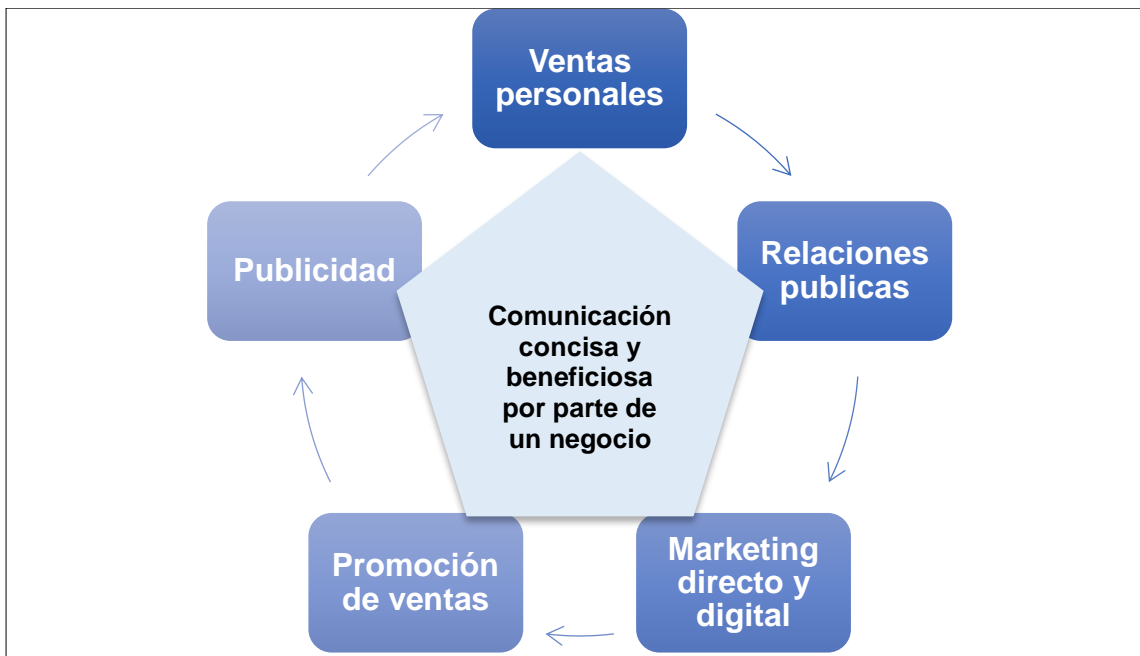 Ventas
personales
Relaciones
publicas
Marketing
directo y
digital
Promoción
de ventas
Publicidad
Comunicación
concisa y
beneficiosa
por parte de
un negocio